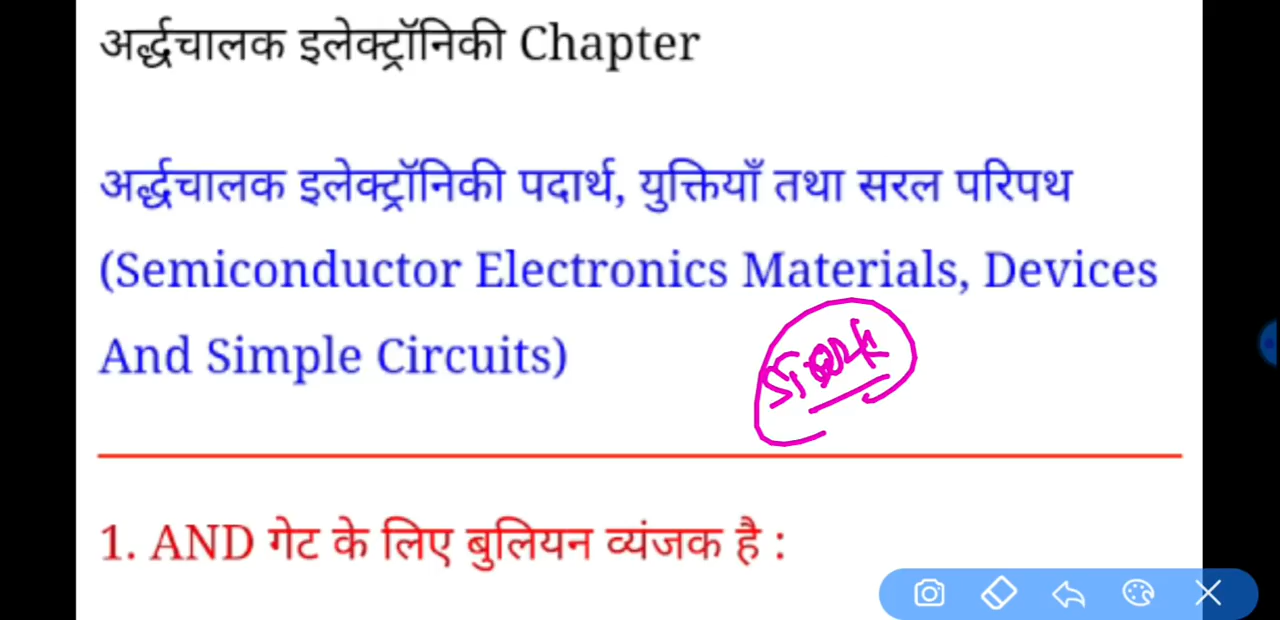 अर्द्धचालक इलेक्ट्रॉनिकी Chapter
अर्द्धचालक इलेक्ट्रॉनिकी पदार्थ, युक्तियाँ तथा सरल परिपथ
(Semiconductor Electronics Materials, Devices
And Simple Circuits)
1. AND गेट के लिए बुलियन व्यंजक है :